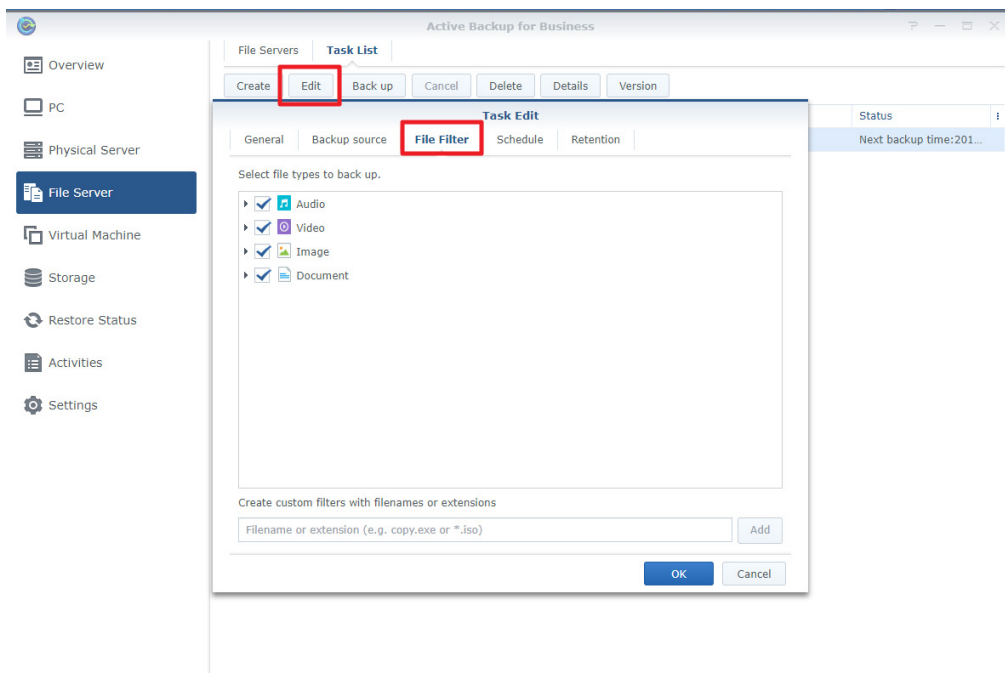 Active Backup for Business
Overview
PC
Physical Server
File Server
Virtual Machine
Storage
Restore Status
Activities
Settings
File Servers Task List
Create Edit Back up Cancel Delete Details Version
Status
Next backup time:201...
Task Edit
General Backup source File Filter Schedule Retention
Select file types to back up.
Audio
Video
Image
Document
Create custom filters with filenames or extensions
Filename or extension (e.g. copy.exe or *.iso) Add
OK Cancel